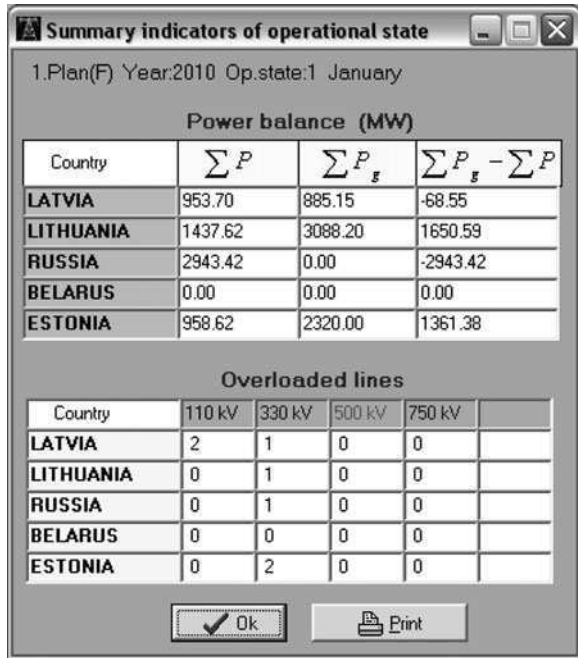 Summary indicators of operational state
1.Plan(F) Year:2010 Op.state:1 January
Power balance (MW)
Country ∑P ∑Pg ∑Pg − ∑P
LATVIA 953.70 885.15 -68.55
LITHUANIA 1437.62 3088.20 1650.59
RUSSIA 2943.42 0.00 -2943.42
BELARUS 0.00 0.00 0.00
ESTONIA 958.62 2320.00 1361.38
Overloaded lines
Country 110 kV 330 kV 500 kV 750 kV
LATVIA 2 1 0 0
LITHUANIA 0 1 0 0
RUSSIA 0 1 0 0
BELARUS 0 0 0 0
ESTONIA 0 2 0 0
Ok Print